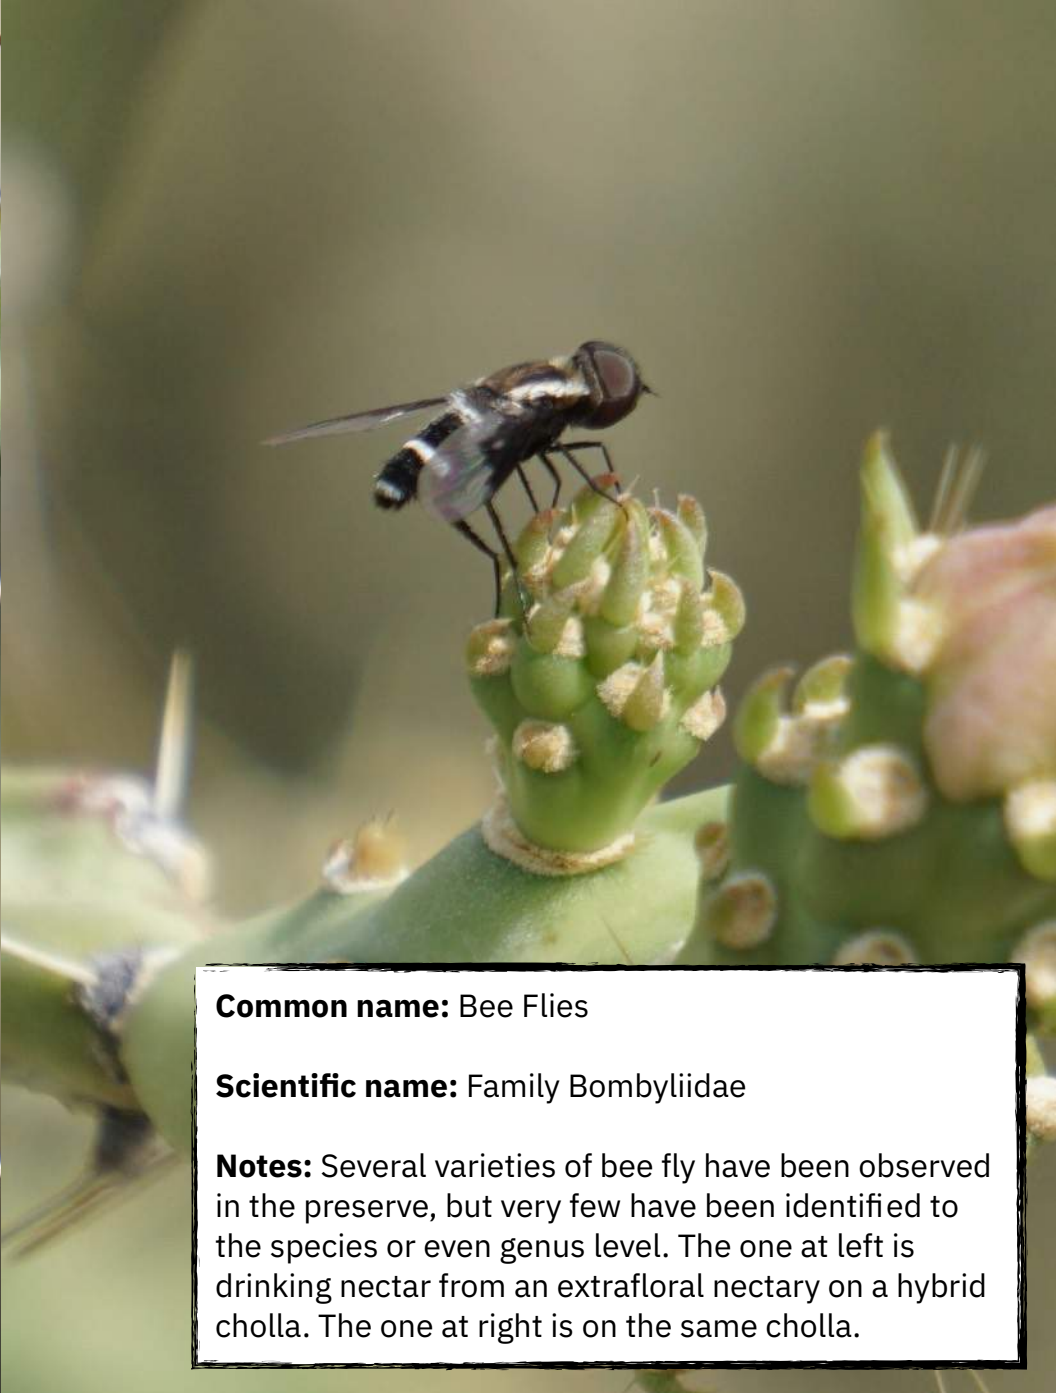 Common name: Bee Flies
Scientific name: Family Bombyliidae
Notes: Several varieties of bee fly have been observed
in the preserve, but very few have been identified to
the species or even genus level. The one at left is
drinking nectar from an extrafloral nectary on a hybrid
cholla. The one at right is on the same cholla.